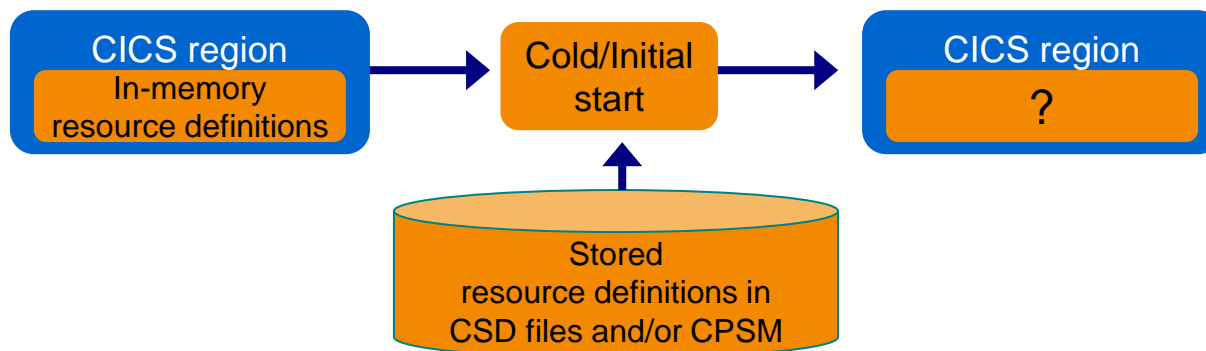 CICS region
In-memory
resource definitions
Cold/Initial
start
CICS region
?
Stored
resource definitions in
CSD files and/or CPSM